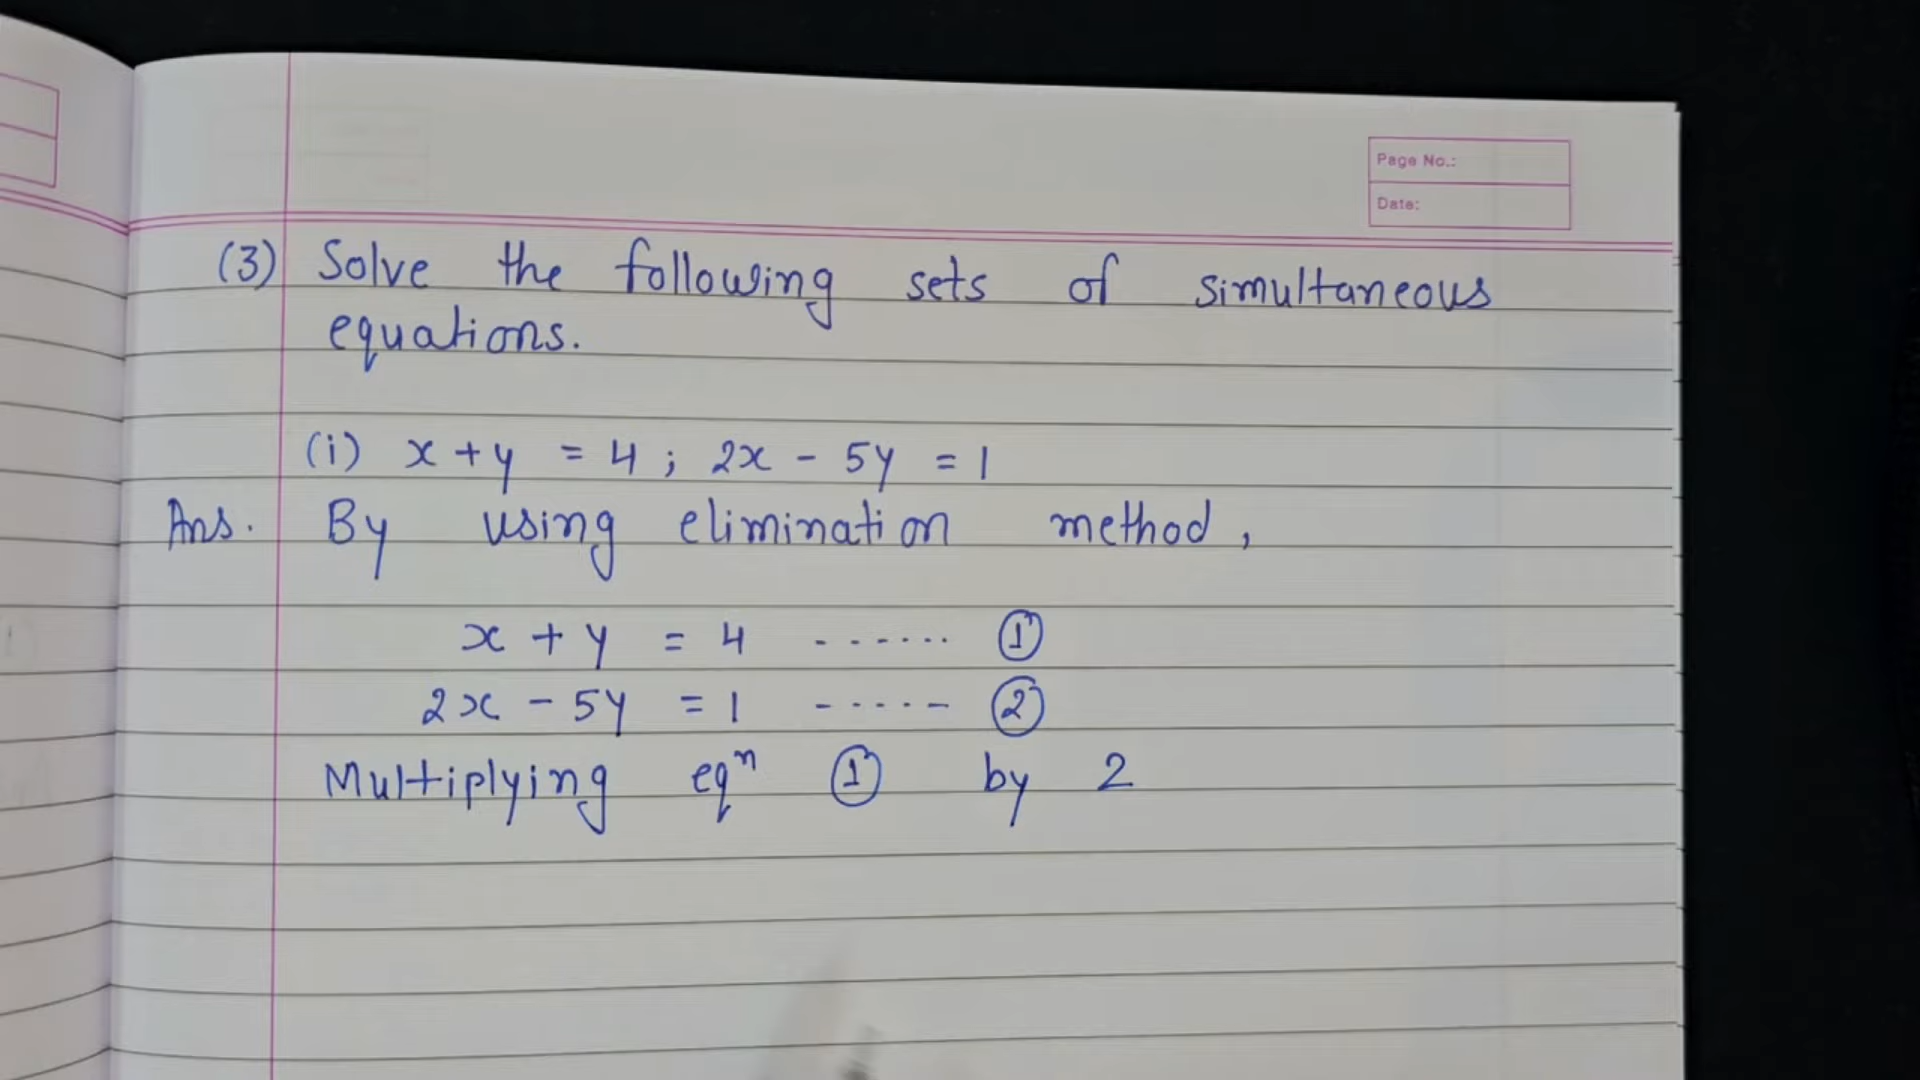 Page No.:
Date:
(3) Solve the following sets of simultaneous
equations.
(i) x + y = 4 ; 2x - 5y = 1
Ans. By using elimination method,
x + y = 4 ....... ①
2x - 5y = 1 ...... ②
Multiplying eqⁿ ① by 2